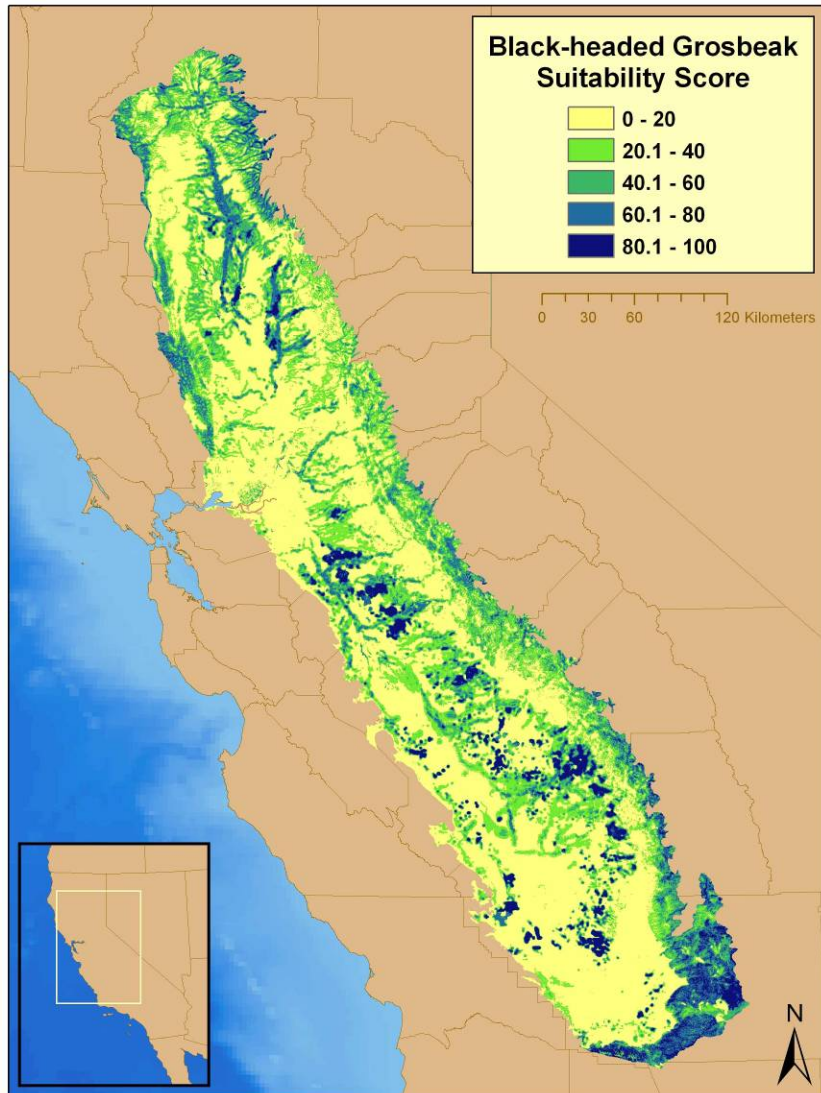 Black-headed Grosbeak
Suitability Score
0 - 20
20.1 - 40
40.1 - 60
60.1 - 80
80.1 - 100
0 30 60 120 Kilometers
N